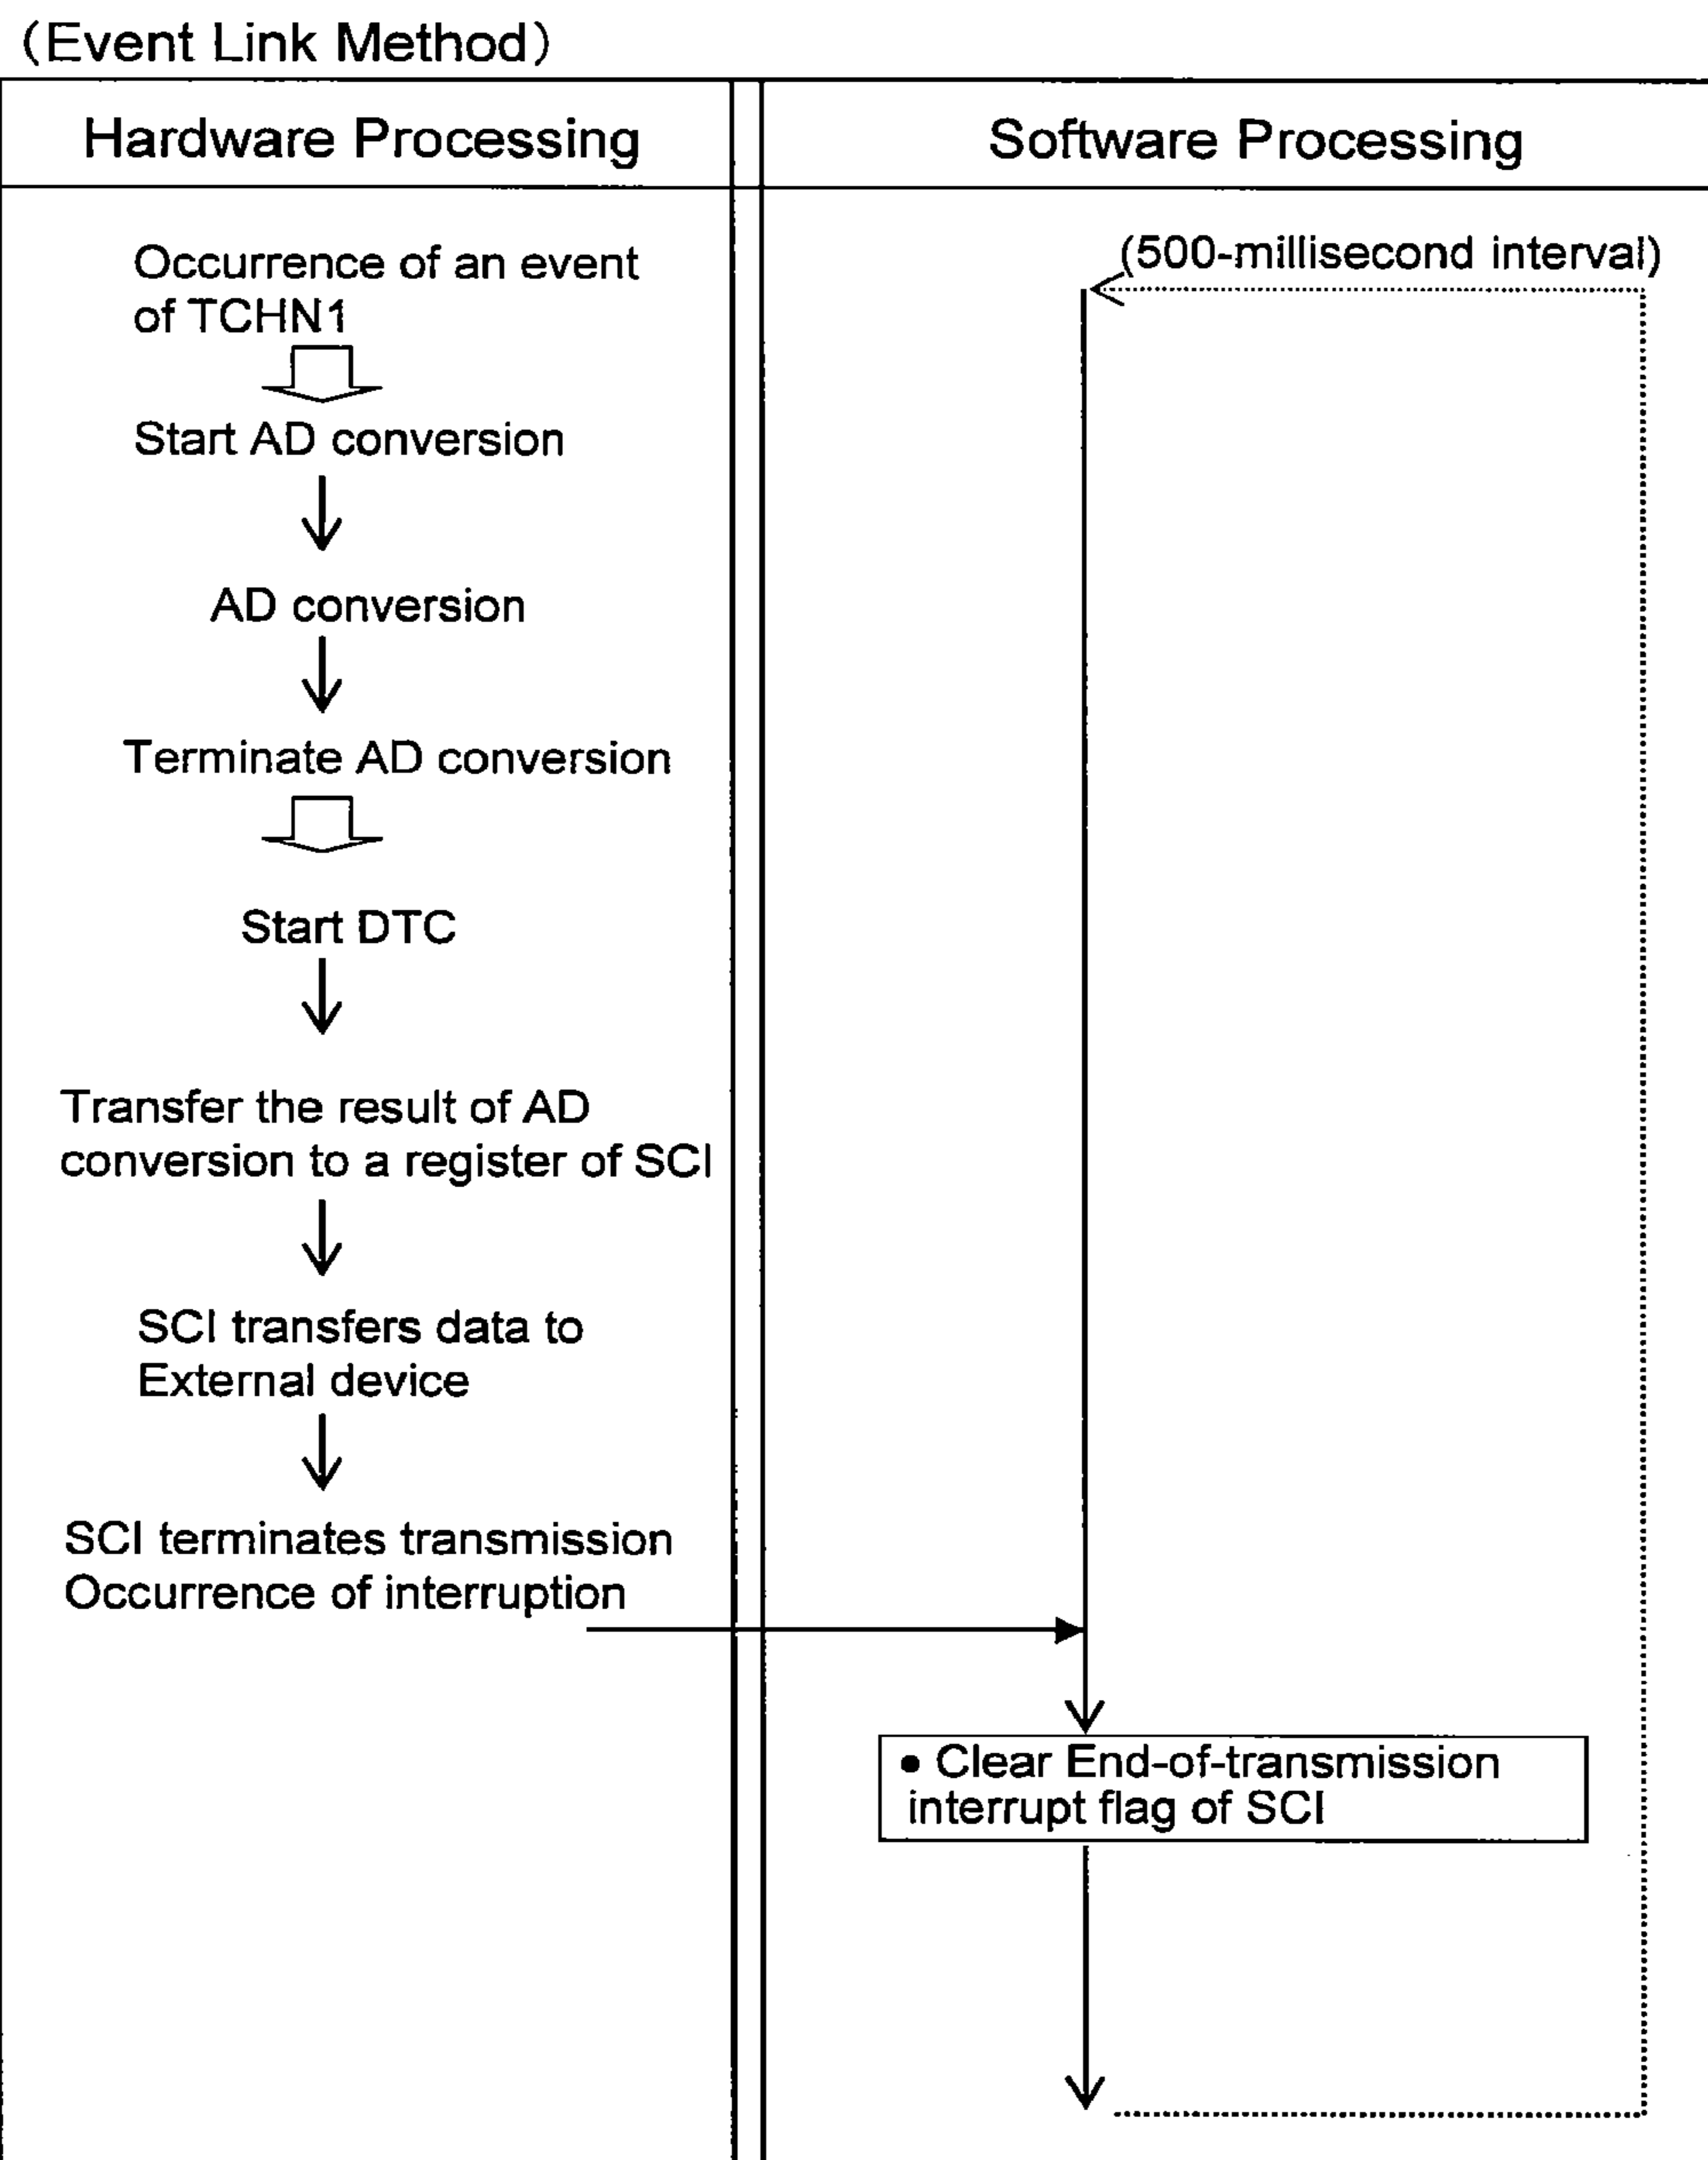 (Event Link Method)
Hardware Processing
Software Processing
Occurrence of an event
of TCHN1
Start AD conversion
AD conversion
Terminate AD conversion
Start DTC
Transfer the result of AD
conversion to a register of SCI
SCI transfers data to
External device
SCI terminates transmission
Occurrence of interruption
(500-millisecond interval)
● Clear End-of-transmission
interrupt flag of SCI